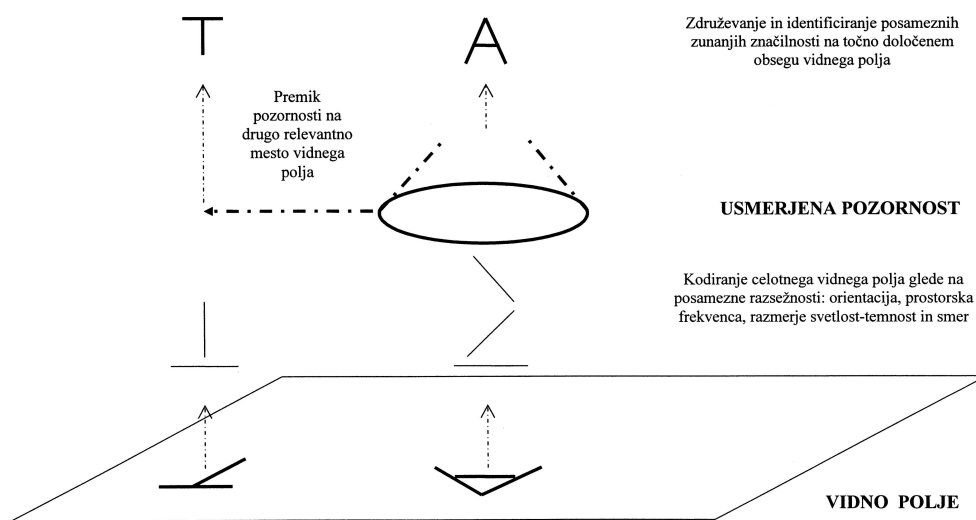 T
A
Združevanje in identificiranje posameznih
zunanjih značilnosti na točno določenem
obsegu vidnega polja
Premik
pozornosti na
drugo relevantno
mesto vidnega
polja
USMERJENA POZORNOST
Kodiranje celotnega vidnega polja glede na
posamezne razsežnosti: orientacija, prostorska
frekvenca, razmerje svetlost-temnost in smer
VIDNO POLJE